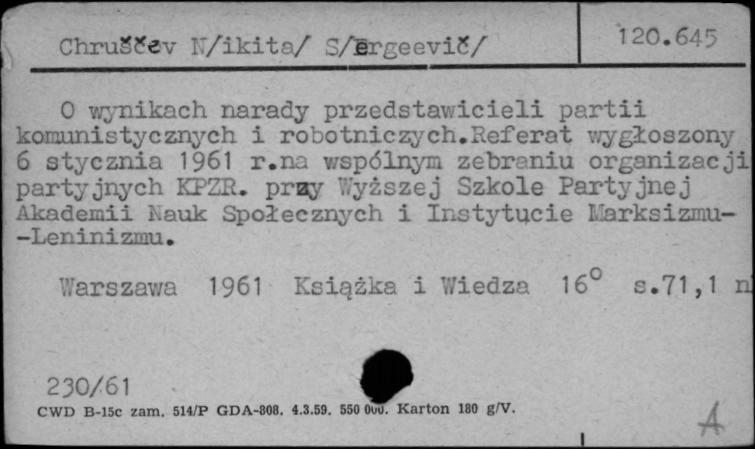 Chruščev N/ikita/ S/ergeevič/
120.645
O wynikach narady przedstawicieli partii
komunistycznych i robotniczych.Referat wygłoszony
6 stycznia 1961 r.na wspólnym zebraniu organizacji
partyjnych KPZR. przy Wyższej Szkole Partyjnej
Akademii Nauk Społecznych i Instytucie Marksizmu-
-Leninizmu.
Warszawa 1961 Książka i Wiedza 16° s.71,1 n
230/61
CWD B-15c zam. 514/P GDA-808. 4.3.59. 550 000. Karton 180 g/V.
A